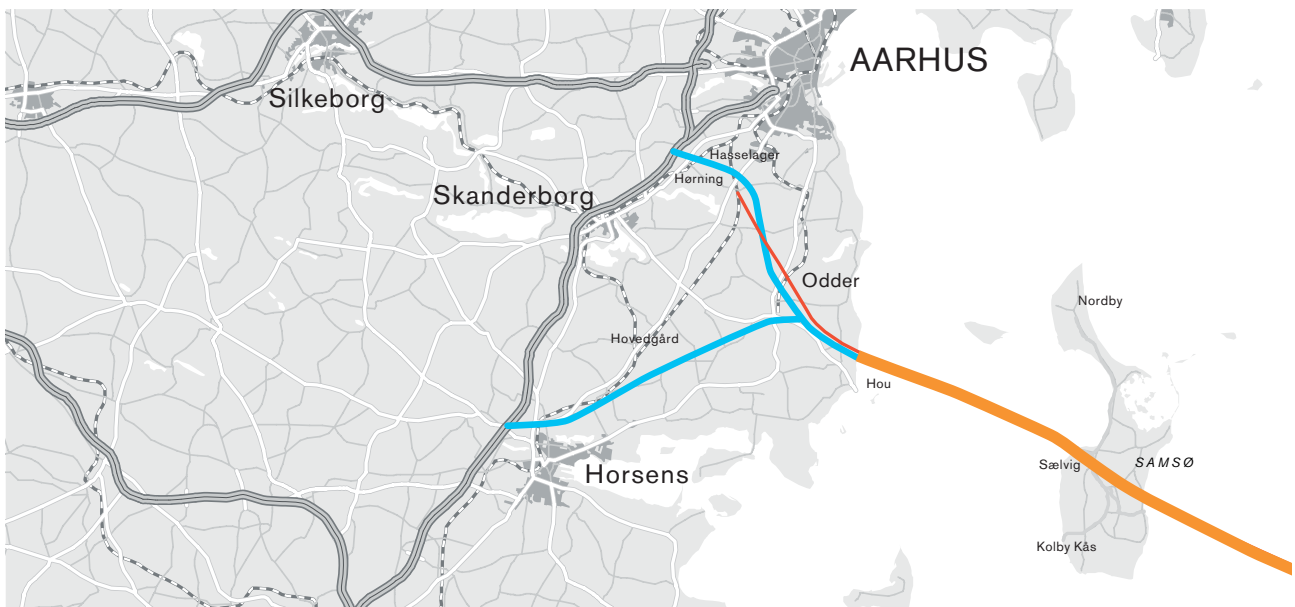 AARHUS
Silkeborg
Hasselager
Hørning
Skanderborg
Odder
Nordby
Hovedgård
Hou
Sælvig
SAMSØ
Horsens
Kolby Kås